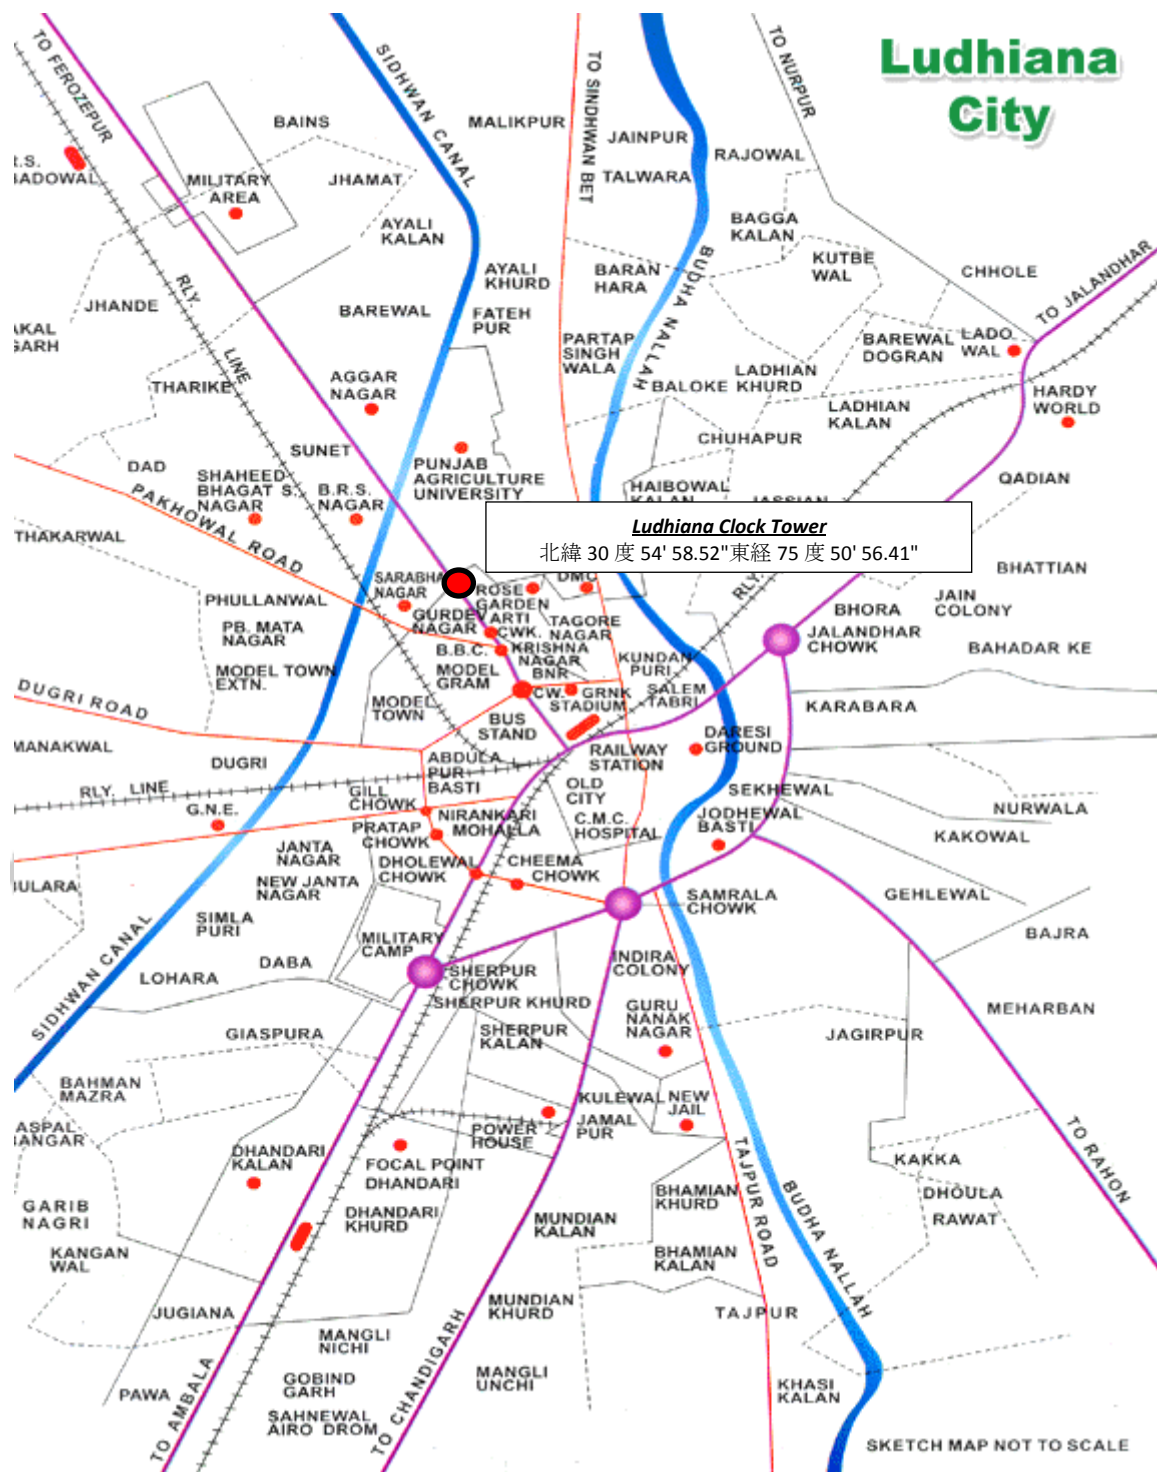 Ludhiana
City
TO FEROZEPUR
SIDHWAN CANAL
TO SINDHWAN BET
TO NURPUR
BAINS
MALIKPUR
JAINPUR
RAJOWAL
R.S.
BADOWAL
MILITARY
AREA
JHAMAT
TALWARA
AYALI
KALAN
BAGGA
KALAN
KUTBE
WAL
CHHOLE
TO JALANDHAR
RLY.
LINE
AYALI
KHURD
BARAN
HARA
BUDHA NALLAH
JHANDE
BAREWAL
FATEH
PUR
AKAL
GARH
PARTAP
SINGH
WALA
BAREWAL
DOGRAN
LADO
WAL
THARIKE
AGGAR
NAGAR
BALOKE
LADHIAN
KHURD
HARDY
WORLD
LADHIAN
KALAN
SUNET
CHUHAPUR
DAD
SHAHEED
BHAGAT S.
NAGAR
B.R.S.
NAGAR
PUNJAB
AGRICULTURE
UNIVERSITY
HAIBOWAL
KALAN
JASSIAN
QADIAN
PAKHOWAL ROAD
THAKARWAL
Ludhiana Clock Tower
北緯 30 度 54' 58.52"東経 75 度 50' 56.41"
SARABHA
NAGAR
ROSE
GARDEN
DMC
RLY.
BHATTIAN
PHULLANWAL
GURDEV
NAGAR
ARTI
CWK.
TAGORE
NAGAR
BHORA
JAIN
COLONY
PB. MATA
NAGAR
B.B.C.
KRISHNA
NAGAR
JALANDHAR
CHOWK
BAHADAR KE
MODEL TOWN
EXTN.
MODEL
GRAM
BNR
KUNDAN
PURI
DUGRI ROAD
MODEL
TOWN
CW.
GRNK
STADIUM
SALEM
TABRI
KARABARA
MANAKWAL
BUS
STAND
DARESI
GROUND
DUGRI
ABDULA
PUR
BASTI
RAILWAY
STATION
RLY. LINE
GILL
CHOWK
OLD
CITY
SEKHEWAL
G.N.E.
NIRANKARI
MOHALLA
C.M.C.
HOSPITAL
JODHEWAL
BASTI
NURWALA
PRATAP
CHOWK
KAKOWAL
JANTA
NAGAR
DHOLEWAL
CHOWK
CHEEMA
CHOWK
BULARA
NEW JANTA
NAGAR
SAMRALA
CHOWK
GEHLEWAL
SIMLA
PURI
BAJRA
SIDHWAN CANAL
MILITARY
CAMP
LOHARA
DABA
SHERPUR
CHOWK
INDIRA
COLONY
SHERPUR KHURD
GURU
NANAK
NAGAR
MEHARBAN
GIASPURA
SHERPUR
KALAN
JAGIRPUR
BAHMAN
MAZRA
KULEWAL
NEW
JAIL
POWER
HOUSE
JAMAL
PUR
TO RAHON
DHANDARI
KALAN
FOCAL POINT
DHANDARI
TAJPUR ROAD
KAKKA
BUDHA NALLAH
DHOULA
RAWAT
GARIB
NAGRI
DHANDARI
KHURD
MUNDIAN
KALAN
BHAMIAN
KHURD
KANGAN
WAL
BHAMIAN
KALAN
JUGIANA
MUNDIAN
KHURD
TAJPUR
MANGLI
NICHI
TO AMBALA
TO CHANDIGARH
GOBIND
GARH
MANGLI
UNCHI
KHASI
KALAN
PAWA
SAHNEWAL
AIRO DROM
SKETCH MAP NOT TO SCALE